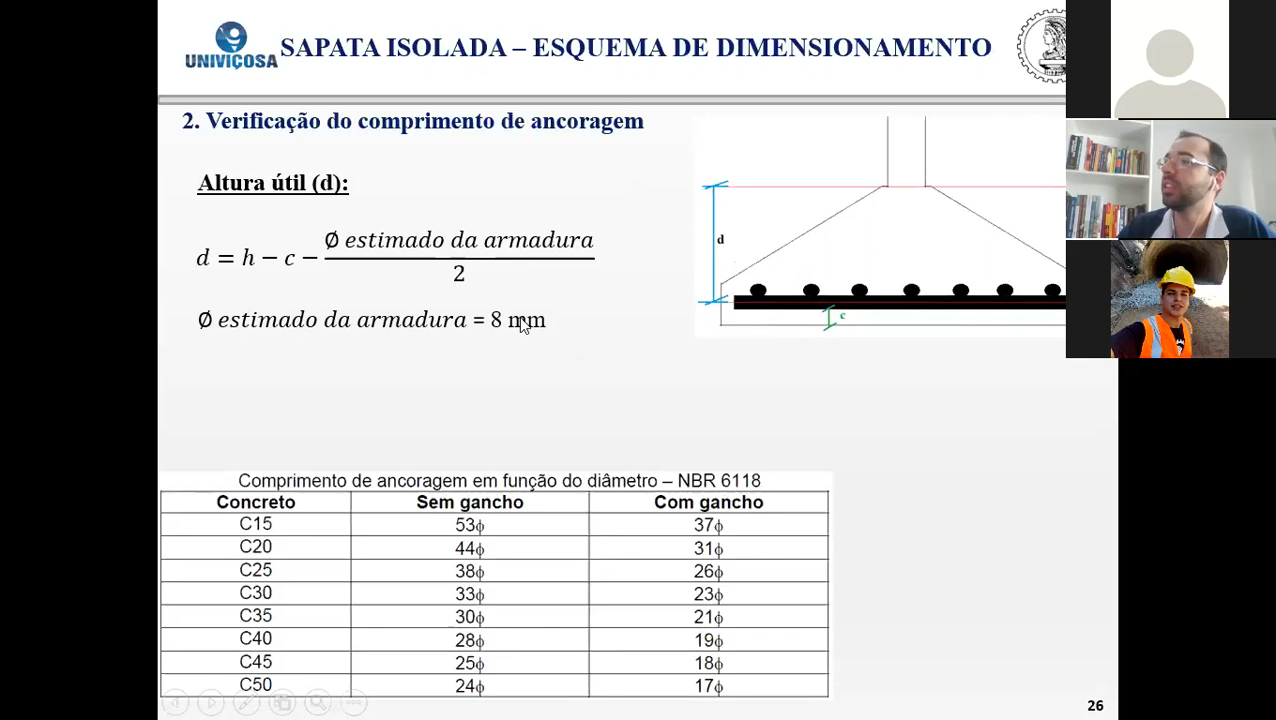 UNIVIÇOSA
SAPATA ISOLADA – ESQUEMA DE DIMENSIONAMENTO
2. Verificação do comprimento de ancoragem
Altura útil (d):
d = h − c − ∅ estimado da armadura / 2
∅ estimado da armadura = 8 mm
d
c
Comprimento de ancoragem em função do diâmetro – NBR 6118
Concreto Sem gancho Com gancho
C15 53ϕ 37ϕ
C20 44ϕ 31ϕ
C25 38ϕ 26ϕ
C30 33ϕ 23ϕ
C35 30ϕ 21ϕ
C40 28ϕ 19ϕ
C45 25ϕ 18ϕ
C50 24ϕ 17ϕ
26